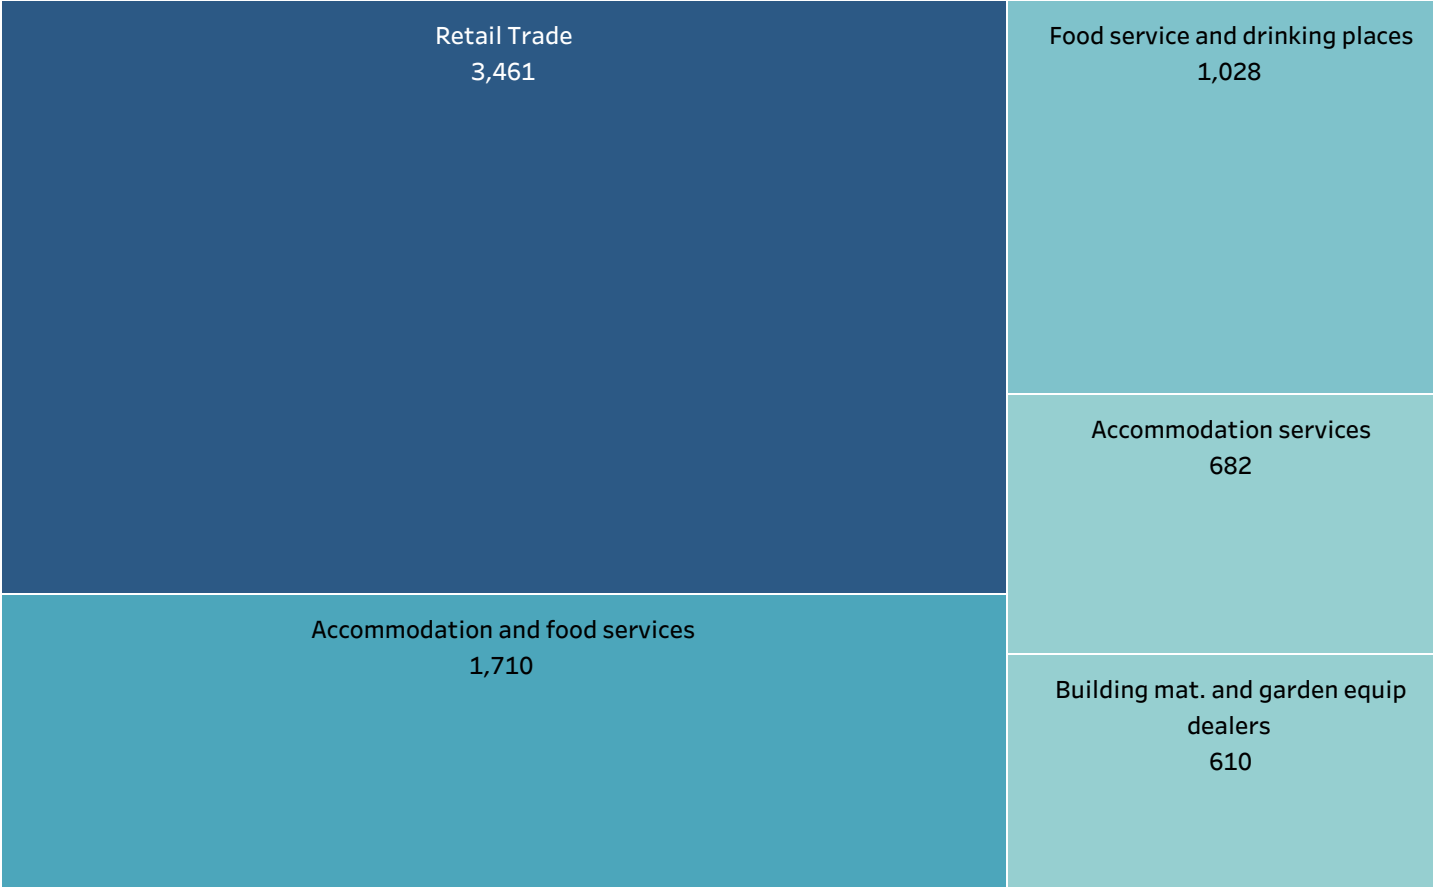 Retail Trade
3,461
Food service and drinking places
1,028
Accommodation services
682
Accommodation and food services
1,710
Building mat. and garden equip
dealers
610